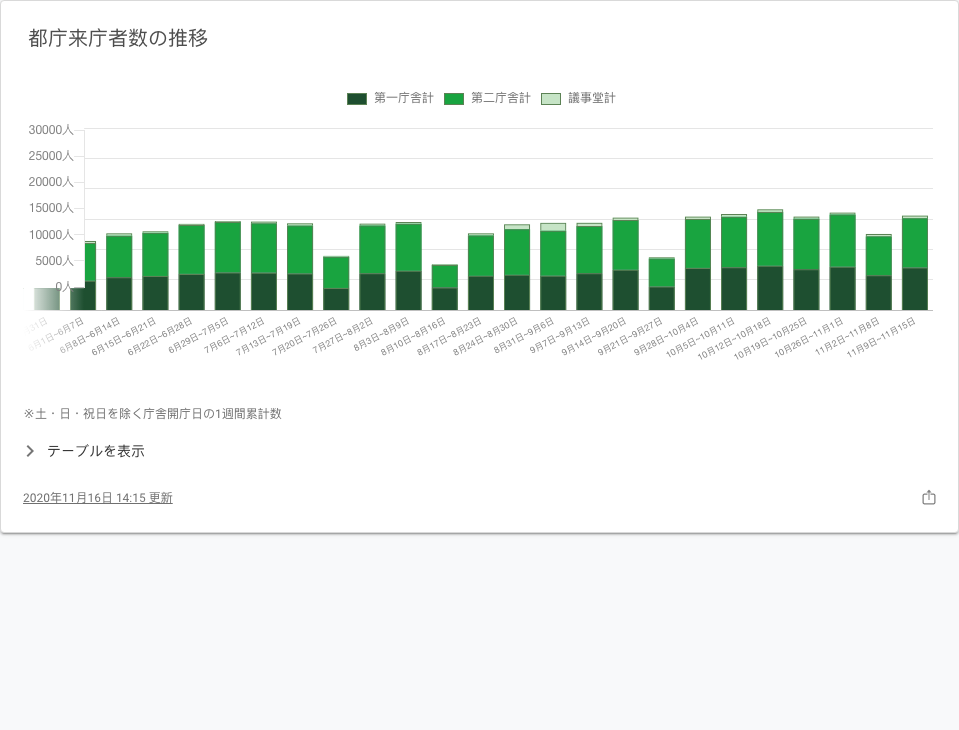 都庁来庁者数の推移
第一庁舎計 第二庁舎計 議事堂計
30000人
25000人
20000人
15000人
10000人
5000人
0人
6月1日~6月7日
6月8日~6月14日
6月15日~6月21日
6月22日~6月28日
6月29日~7月5日
7月6日~7月12日
7月13日~7月19日
7月20日~7月26日
7月27日~8月2日
8月3日~8月9日
8月10日~8月16日
8月17日~8月23日
8月24日~8月30日
8月31日~9月6日
9月7日~9月13日
9月14日~9月20日
9月21日~9月27日
9月28日~10月4日
10月5日~10月11日
10月12日~10月18日
10月19日~10月25日
10月26日~11月1日
11月2日~11月8日
11月9日~11月15日
※土・日・祝日を除く庁舎開庁日の1週間累計数
テーブルを表示
2020年11月16日 14:15 更新